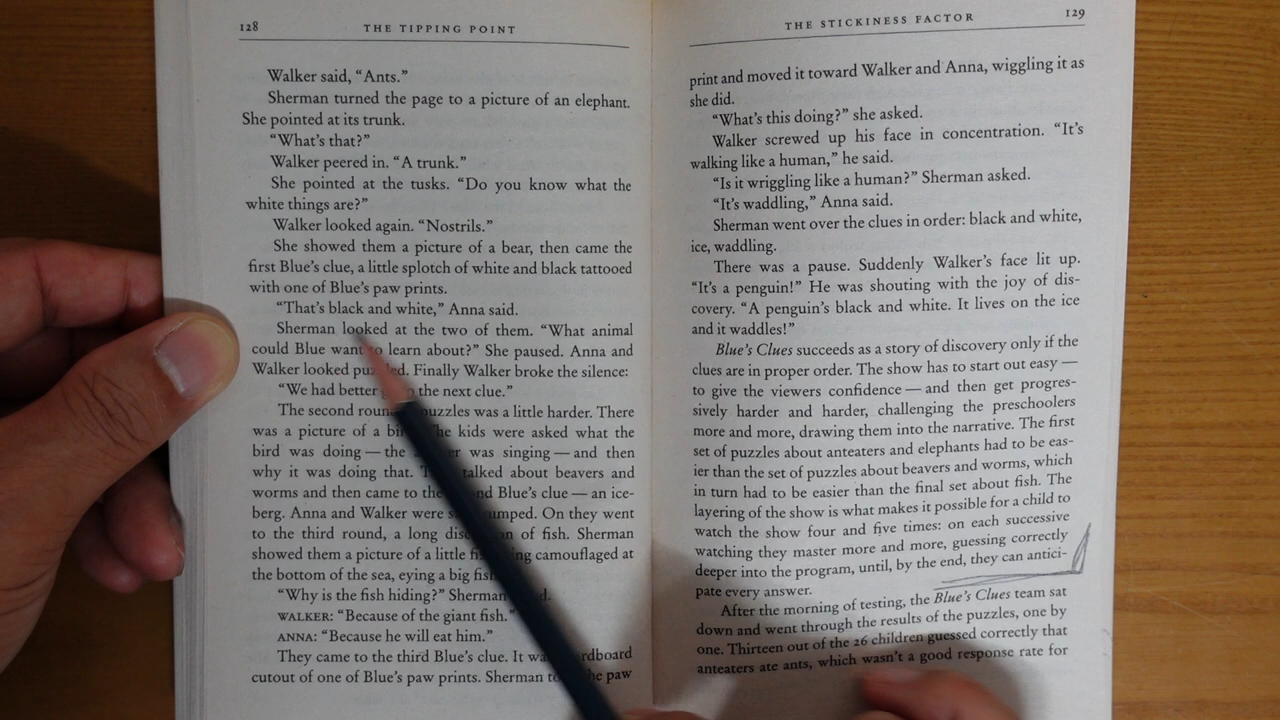 128
THE TIPPING POINT
Walker said, “Ants.”
Sherman turned the page to a picture of an elephant.
She pointed at its trunk.
“What's that?”
Walker peered in. “A trunk.”
She pointed at the tusks. “Do you know what the
white things are?”
Walker looked again. “Nostrils.”
She showed them a picture of a bear, then came the
first Blue's clue, a little splotch of white and black tattooed
with one of Blue's paw prints.
“That's black and white,” Anna said.
Sherman looked at the two of them. “What animal
could Blue want to learn about?” She paused. Anna and
Walker looked puzzled. Finally Walker broke the silence:
“We had better the next clue.”
The second round puzzles was a little harder. There
was a picture of a The kids were asked what the
bird was doing — the was singing — and then
why it was doing that. talked about beavers and
worms and then came to the Blue's clue — an ice-
berg. Anna and Walker were stumped. On they went
to the third round, a long of fish. Sherman
showed them a picture of a little camouflaged at
the bottom of the sea, eying a big fish
“Why is the fish hiding?” Sherman
WALKER: “Because of the giant fish.”
ANNA: “Because he will eat him.”
They came to the third Blue's clue. It was cardboard
cutout of one of Blue's paw prints. Sherman paw
THE STICKINESS FACTOR
129
print and moved it toward Walker and Anna, wiggling it as
she did.
“What's this doing?” she asked.
Walker screwed up his face in concentration. “It's
walking like a human,” he said.
“Is it wriggling like a human?” Sherman asked.
“It's waddling,” Anna said.
Sherman went over the clues in order: black and white,
ice, waddling.
There was a pause. Suddenly Walker's face lit up.
“It's a penguin!” He was shouting with the joy of dis-
covery. “A penguin's black and white. It lives on the ice
and it waddles!”
Blue's Clues succeeds as a story of discovery only if the
clues are in proper order. The show has to start out easy —
to give the viewers confidence — and then get progres-
sively harder and harder, challenging the preschoolers
more and more, drawing them into the narrative. The first
set of puzzles about anteaters and elephants had to be eas-
ier than the set of puzzles about beavers and worms, which
in turn had to be easier than the final set about fish. The
layering of the show is what makes it possible for a child to
watch the show four and five times: on each successive
watching they master more and more, guessing correctly
deeper into the program, until, by the end, they can antici-
pate every answer.
After the morning of testing, the Blue's Clues team sat
down and went through the results of the puzzles, one by
one. Thirteen out of the 26 children guessed correctly that
anteaters ate ants, which wasn't a good response rate for